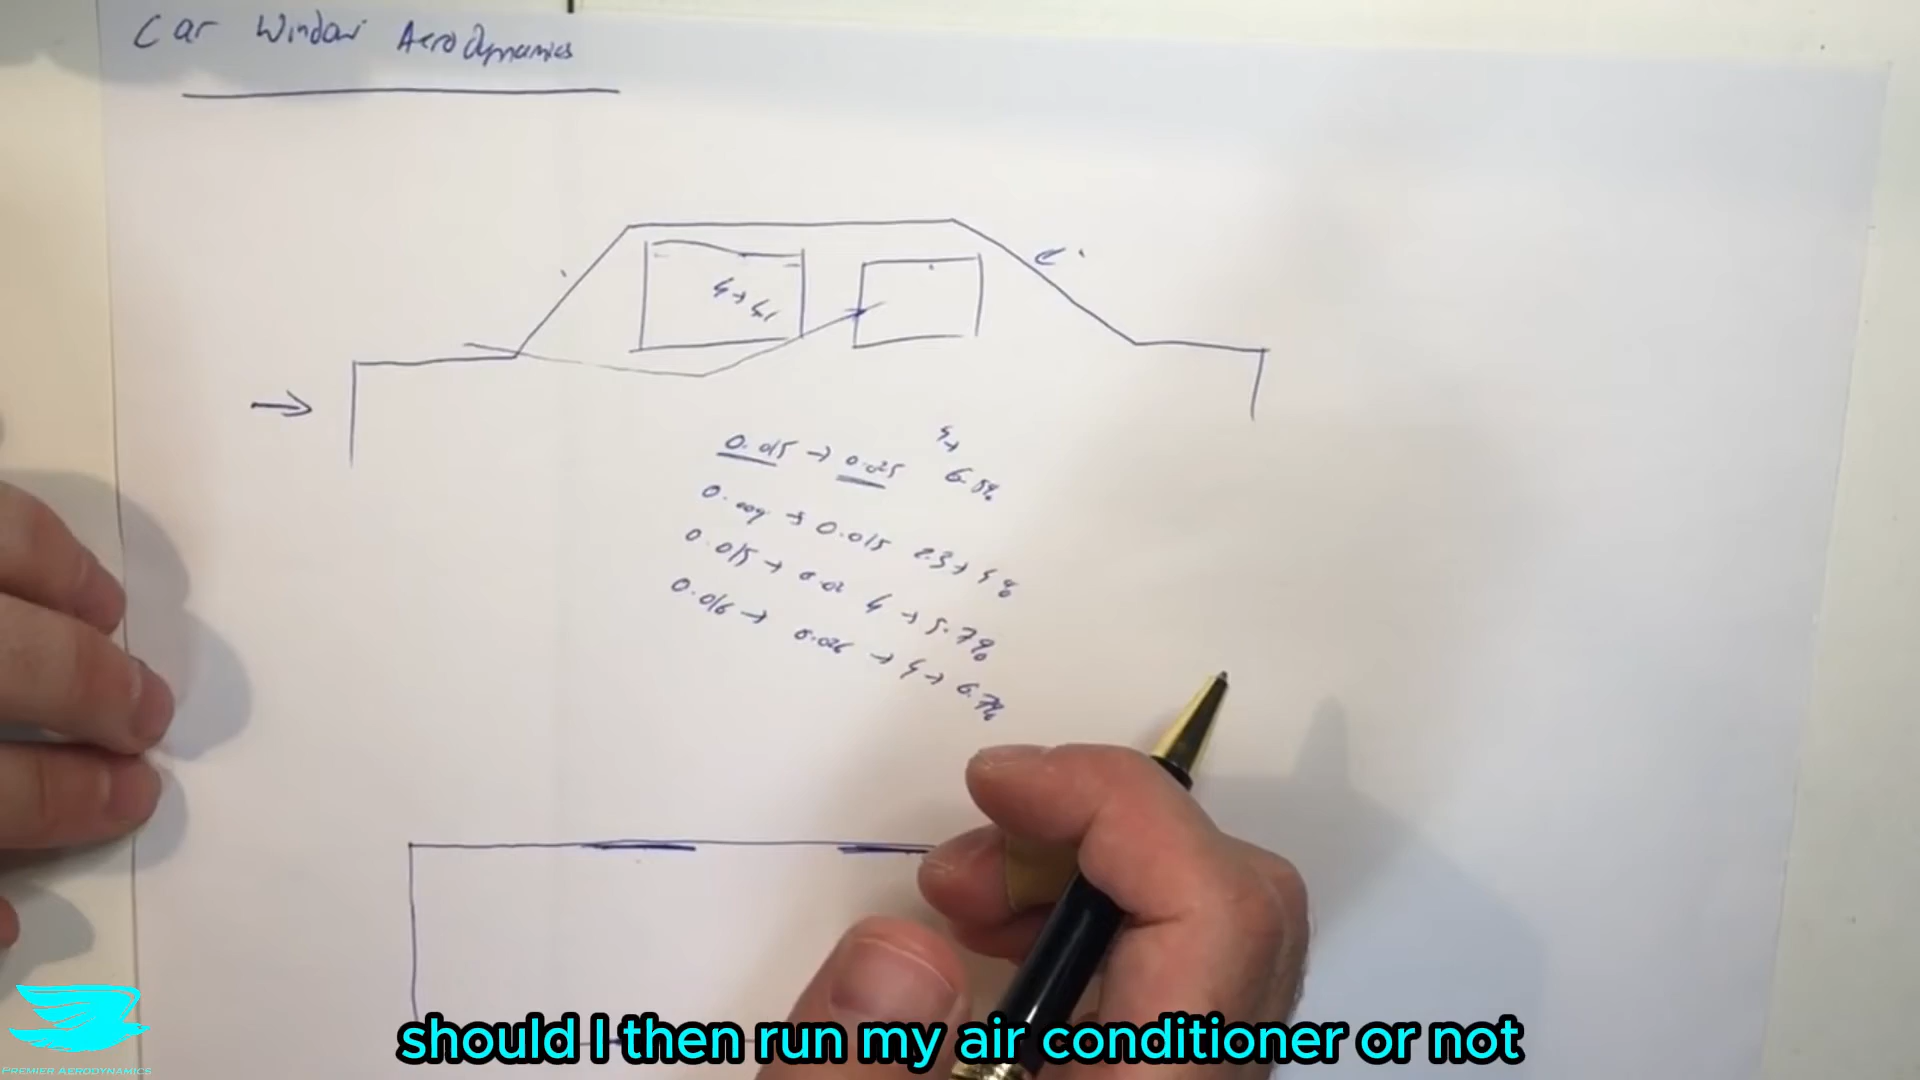 Car Window AeroDynamics
4 →
0.015 → 0.025 6.5%
0.009 → 0.015 2.3 → 4%
0.015 → 0.02 4 → 5.7%
0.016 → 0.026 → 4 → 6.7%
should I then run my air conditioner or not
PREMIER AERODYNAMICS